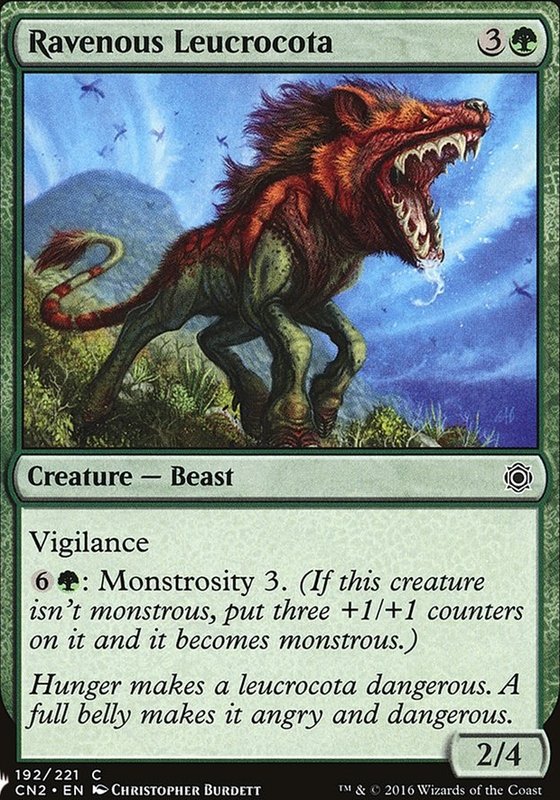 Ravenous Leucrocota 3
Creature — Beast
Vigilance
6: Monstrosity 3. (If this creature
isn't monstrous, put three +1/+1 counters
on it and it becomes monstrous.)
Hunger makes a leucrocota dangerous. A
full belly makes it angry and dangerous.
2/4
192/221 C
CN2 • EN Christopher Burdett
™ & © 2016 Wizards of the Coast